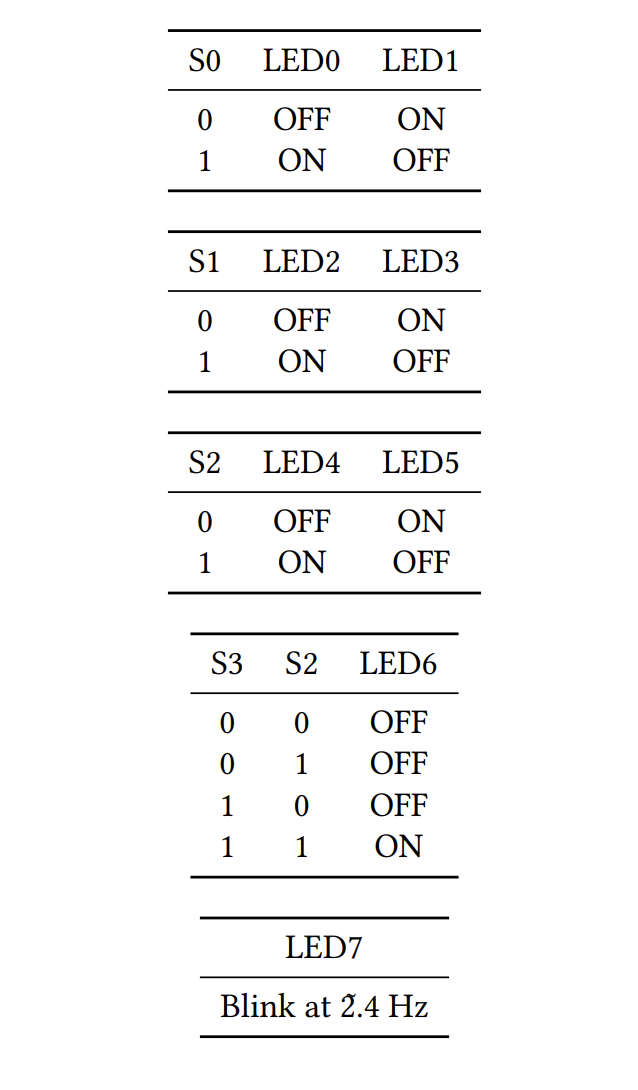 S0 LED0 LED1
0 OFF ON
1 ON OFF
S1 LED2 LED3
0 OFF ON
1 ON OFF
S2 LED4 LED5
0 OFF ON
1 ON OFF
S3 S2 LED6
0 0 OFF
0 1 OFF
1 0 OFF
1 1 ON
LED7
Blink at 2̃.4 Hz